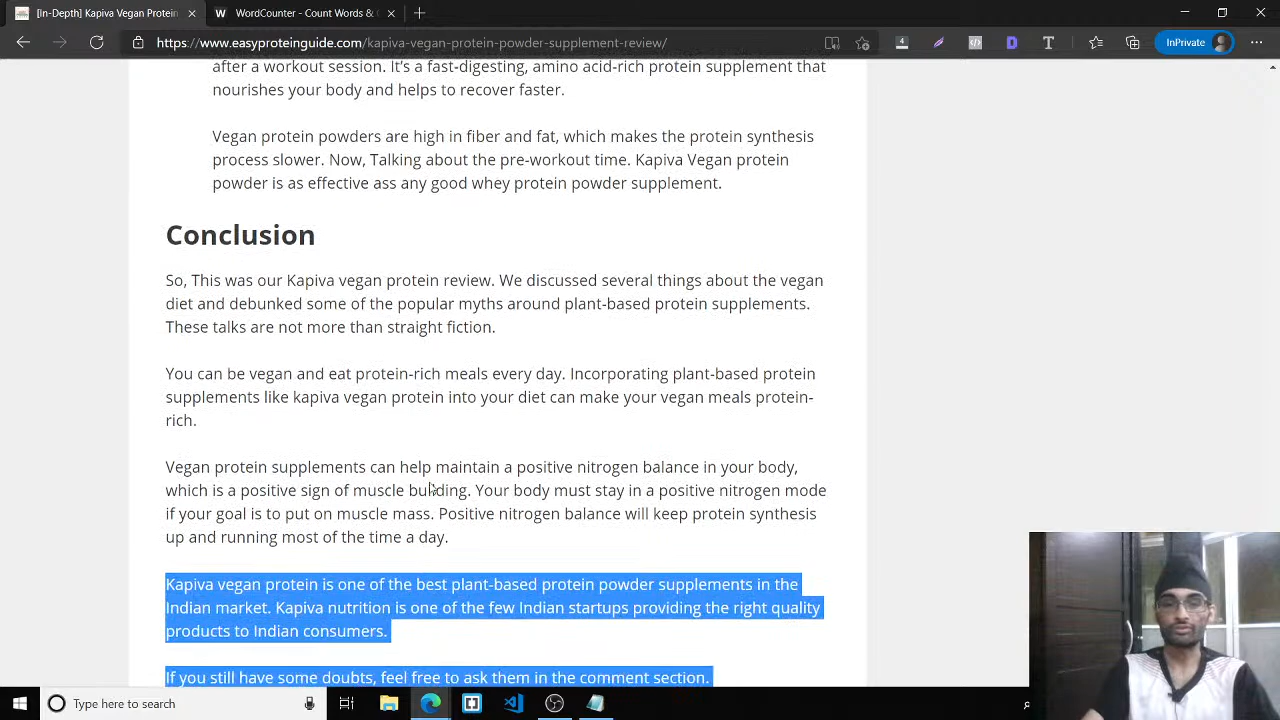 [In-Depth] Kapiva Vegan Protein
WordCounter - Count Words &
https://www.easyproteinguide.com/kapiva-vegan-protein-powder-supplement-review/
InPrivate
after a workout session. It's a fast-digesting, amino acid-rich protein supplement that
nourishes your body and helps to recover faster.
Vegan protein powders are high in fiber and fat, which makes the protein synthesis
process slower. Now, Talking about the pre-workout time. Kapiva Vegan protein
powder is as effective ass any good whey protein powder supplement.
Conclusion
So, This was our Kapiva vegan protein review. We discussed several things about the vegan
diet and debunked some of the popular myths around plant-based protein supplements.
These talks are not more than straight fiction.
You can be vegan and eat protein-rich meals every day. Incorporating plant-based protein
supplements like kapiva vegan protein into your diet can make your vegan meals protein-
rich.
Vegan protein supplements can help maintain a positive nitrogen balance in your body,
which is a positive sign of muscle building. Your body must stay in a positive nitrogen mode
if your goal is to put on muscle mass. Positive nitrogen balance will keep protein synthesis
up and running most of the time a day.
Kapiva vegan protein is one of the best plant-based protein powder supplements in the
Indian market. Kapiva nutrition is one of the few Indian startups providing the right quality
products to Indian consumers.
If you still have some doubts, feel free to ask them in the comment section.
Type here to search